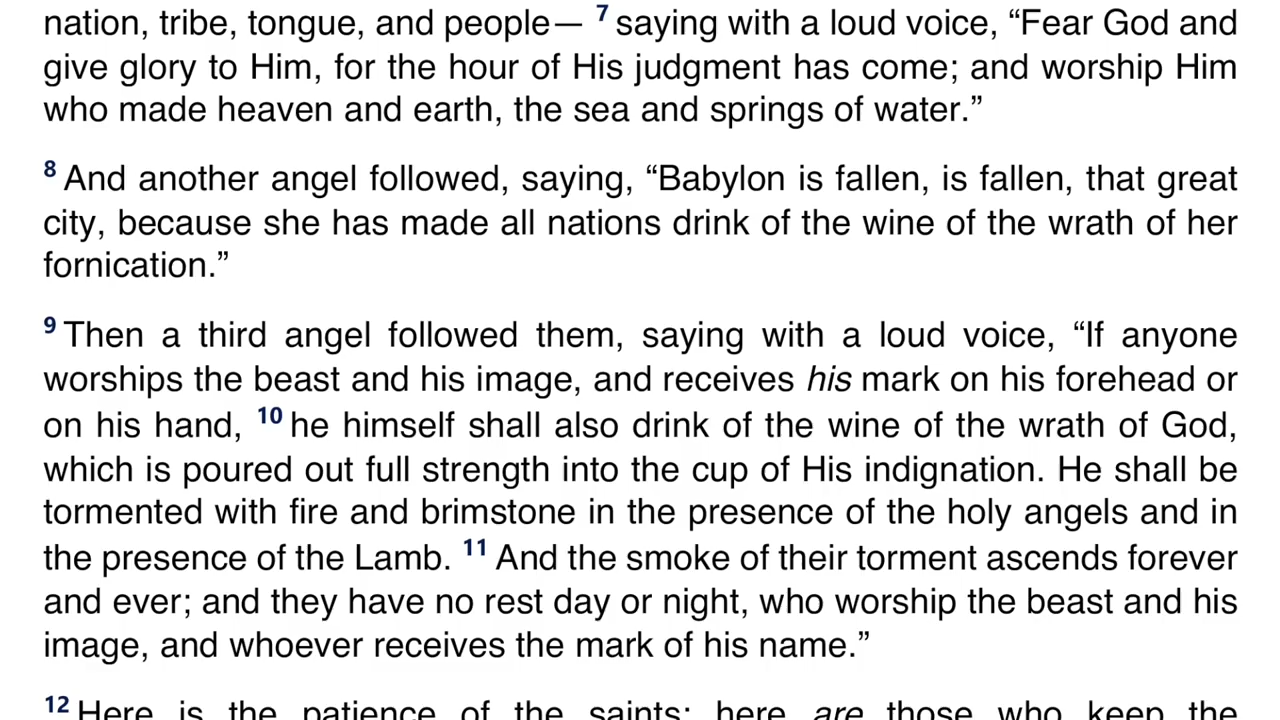 nation, tribe, tongue, and people— 7 saying with a loud voice, “Fear God and
give glory to Him, for the hour of His judgment has come; and worship Him
who made heaven and earth, the sea and springs of water.”
8 And another angel followed, saying, “Babylon is fallen, is fallen, that great
city, because she has made all nations drink of the wine of the wrath of her
fornication.”
9 Then a third angel followed them, saying with a loud voice, “If anyone
worships the beast and his image, and receives his mark on his forehead or
on his hand, 10 he himself shall also drink of the wine of the wrath of God,
which is poured out full strength into the cup of His indignation. He shall be
tormented with fire and brimstone in the presence of the holy angels and in
the presence of the Lamb. 11 And the smoke of their torment ascends forever
and ever; and they have no rest day or night, who worship the beast and his
image, and whoever receives the mark of his name.”
12 Here is the patience of the saints; here are those who keep the